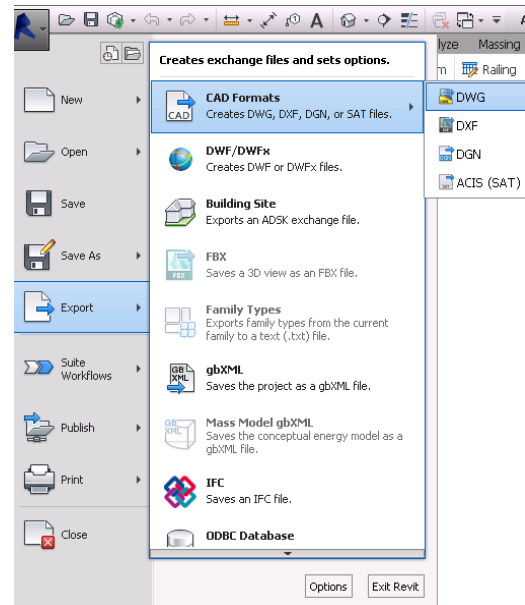 A
lyze Massing
m Railing
Creates exchange files and sets options.
New
Open
Save
Save As
Export
Suite
Workflows
Publish
Print
Close
CAD
CAD Formats
Creates DWG, DXF, DGN, or SAT files.
DWF/DWFx
Creates DWF or DWFx files.
Building Site
Exports an ADSK exchange file.
FBX
FBX
Saves a 3D view as an FBX file.
Family Types
Exports family types from the current
family to a text (.txt) file.
GB
XML
gbXML
Saves the project as a gbXML file.
GB
XML
Mass Model gbXML
Saves the conceptual energy model as a
gbXML file.
IFC
Saves an IFC file.
ODBC Database
DWG
DXF
DGN
ACIS (SAT)
Options
Exit Revit